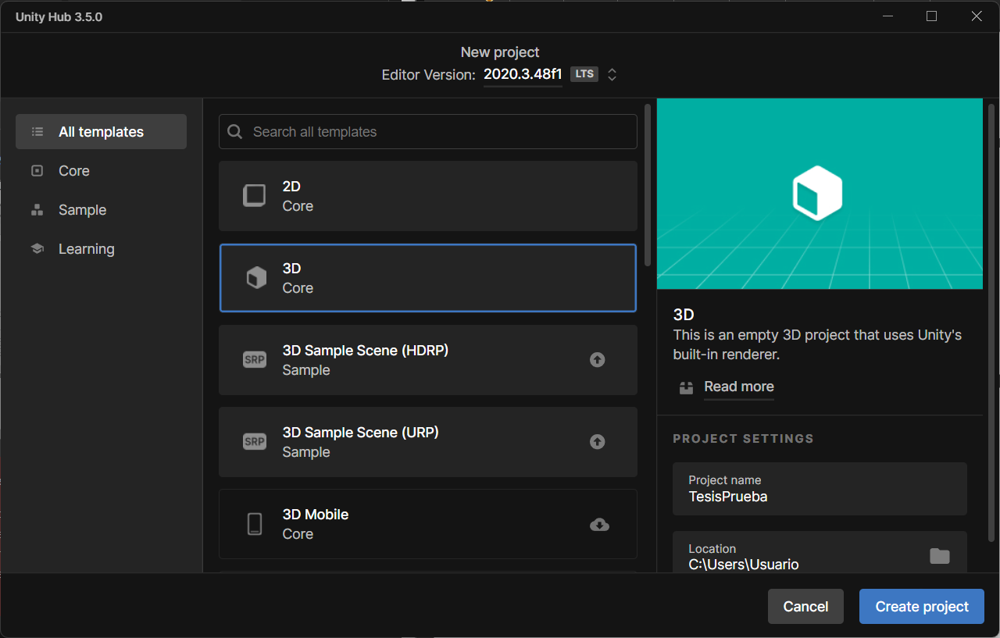 Unity Hub 3.5.0
New project
Editor Version: 2020.3.48f1 LTS
All templates
Core
Sample
Learning
Search all templates
2D
Core
3D
Core
SRP
3D Sample Scene (HDRP)
Sample
SRP
3D Sample Scene (URP)
Sample
3D Mobile
Core
3D
This is an empty 3D project that uses Unity's
built-in renderer.
Read more
PROJECT SETTINGS
Project name
TesisPrueba
Location
C:\Users\Usuario
Cancel
Create project